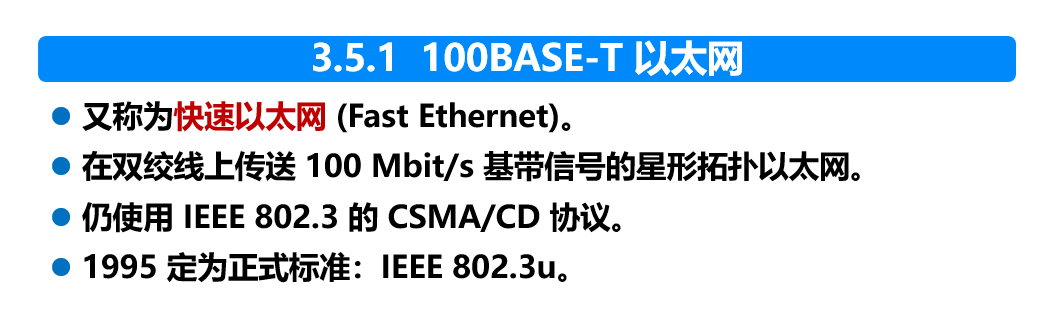 3.5.1 100BASE-T 以太网
又称为快速以太网 (Fast Ethernet)。
在双绞线上传送 100 Mbit/s 基带信号的星形拓扑以太网。
仍使用 IEEE 802.3 的 CSMA/CD 协议。
1995 定为正式标准：IEEE 802.3u。